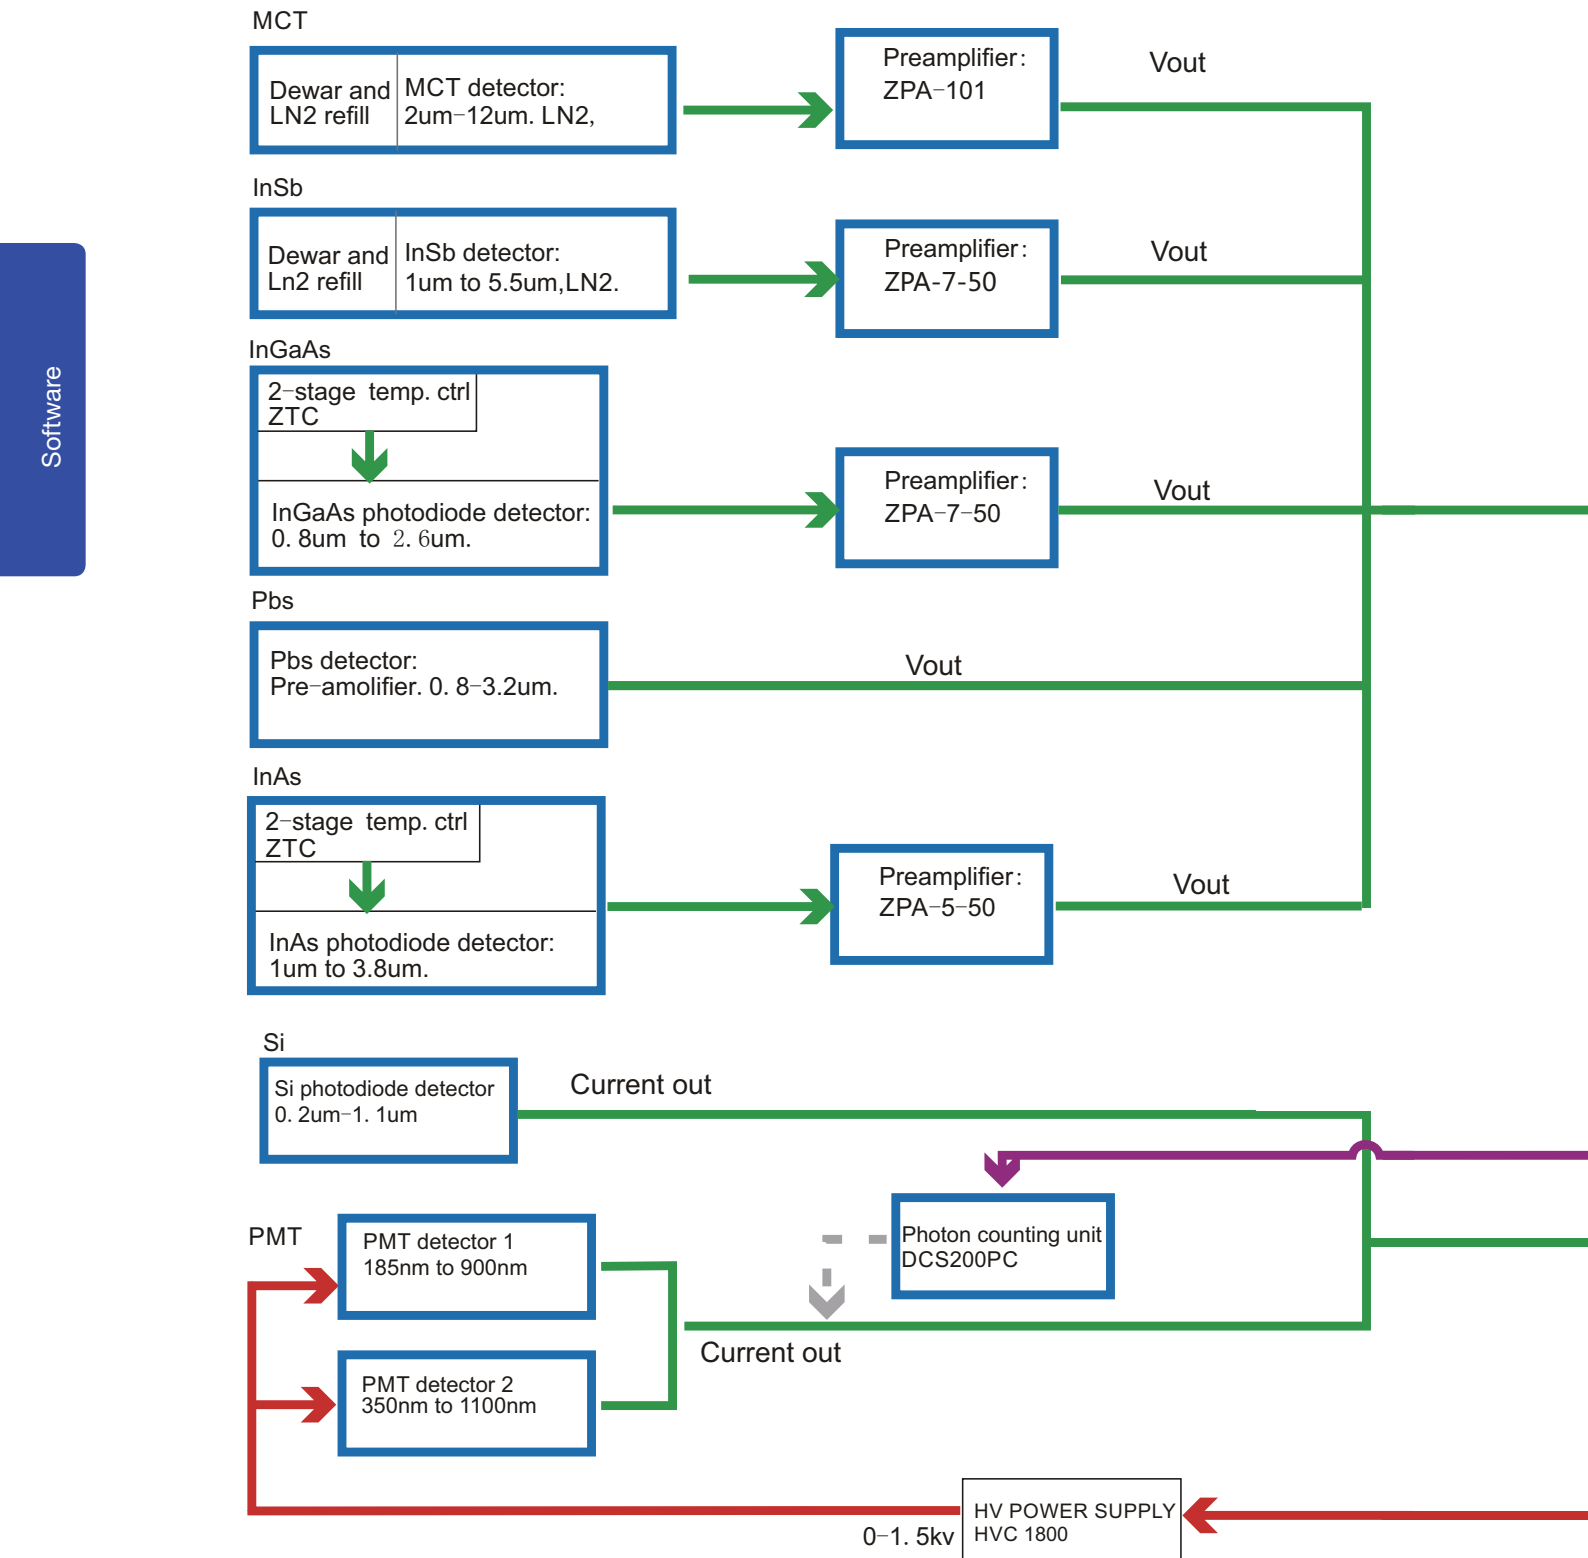 MCT
Dewar and
LN2 refill
MCT detector:
2um-12um. LN2,
Preamplifier:
ZPA-101
Vout
InSb
Dewar and
Ln2 refill
InSb detector:
1um to 5.5um,LN2.
Preamplifier:
ZPA-7-50
Vout
Software
InGaAs
2-stage temp. ctrl
ZTC
InGaAs photodiode detector:
0. 8um to 2. 6um.
Preamplifier:
ZPA-7-50
Vout
Pbs
Pbs detector:
Pre-amolifier. 0. 8-3.2um.
Vout
InAs
2-stage temp. ctrl
ZTC
InAs photodiode detector:
1um to 3.8um.
Preamplifier:
ZPA-5-50
Vout
Si
Si photodiode detector
0. 2um-1. 1um
Current out
PMT
PMT detector 1
185nm to 900nm
Photon counting unit
DCS200PC
Current out
PMT detector 2
350nm to 1100nm
0-1. 5kv
HV POWER SUPPLY
HVC 1800